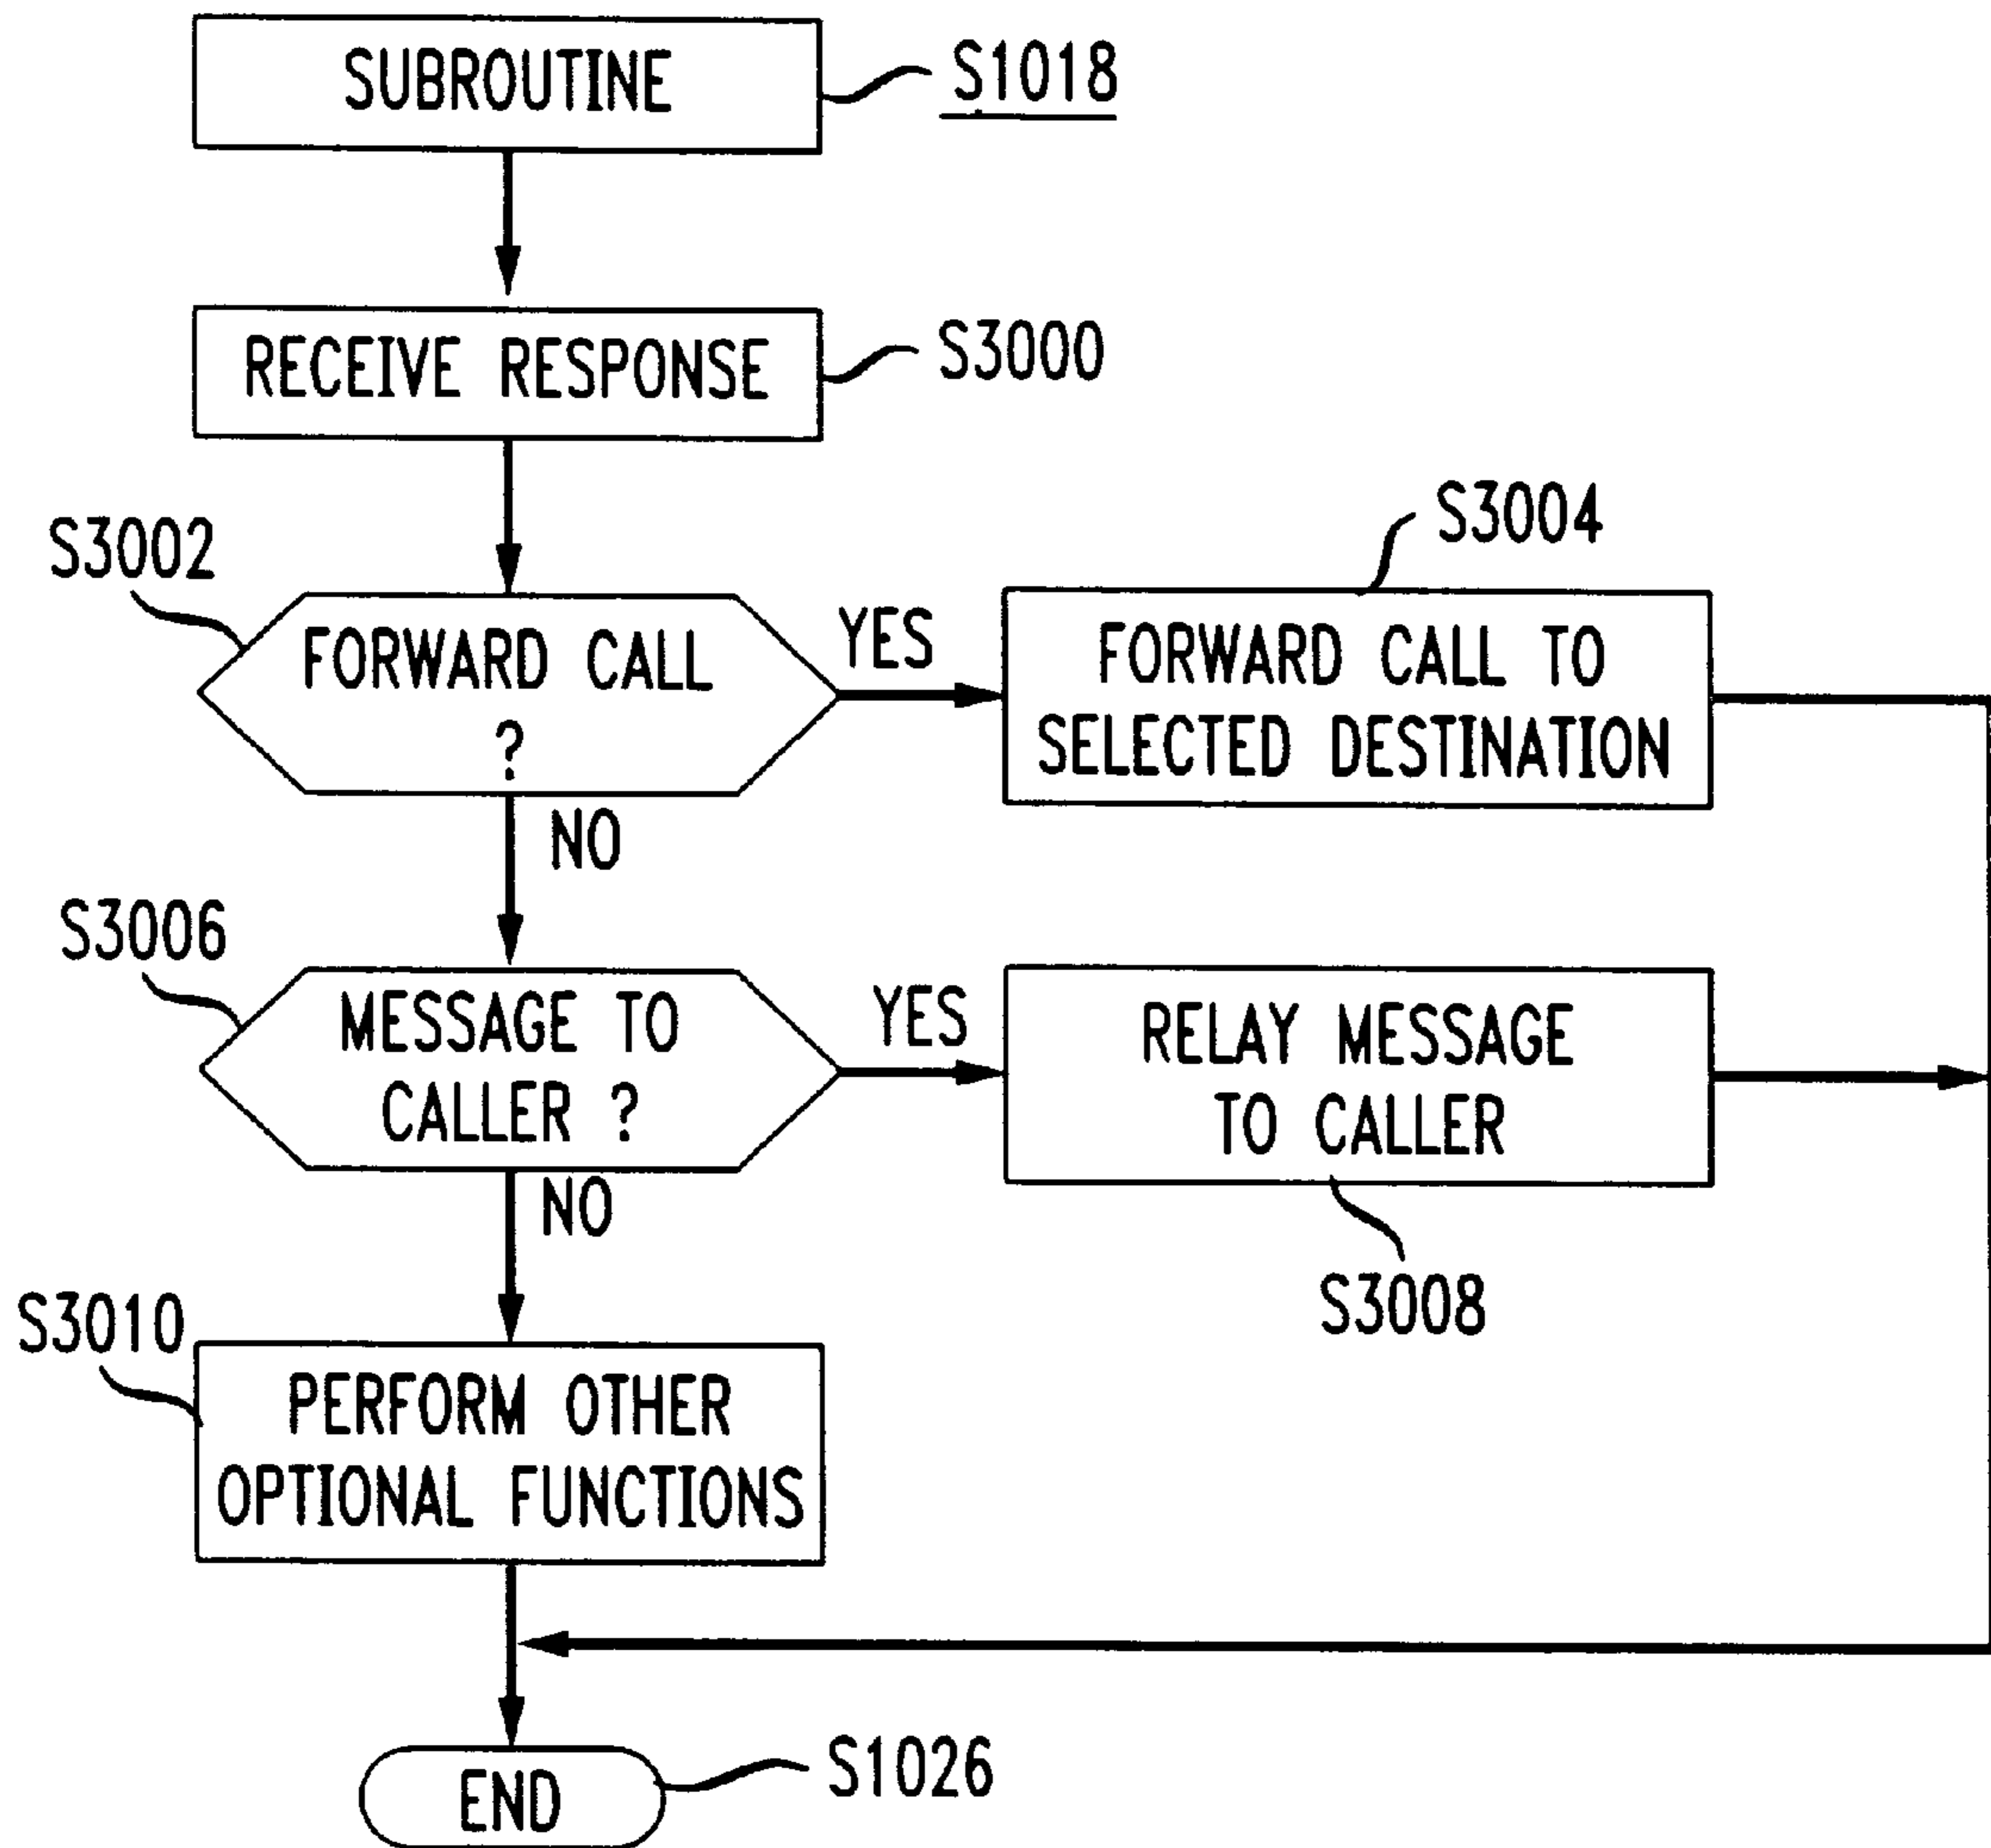 SUBROUTINE
S1018
RECEIVE RESPONSE
S3000
S3002
FORWARD CALL
?
YES
S3004
FORWARD CALL TO
SELECTED DESTINATION
NO
S3006
MESSAGE TO
CALLER ?
YES
RELAY MESSAGE
TO CALLER
S3008
NO
S3010
PERFORM OTHER
OPTIONAL FUNCTIONS
END
S1026